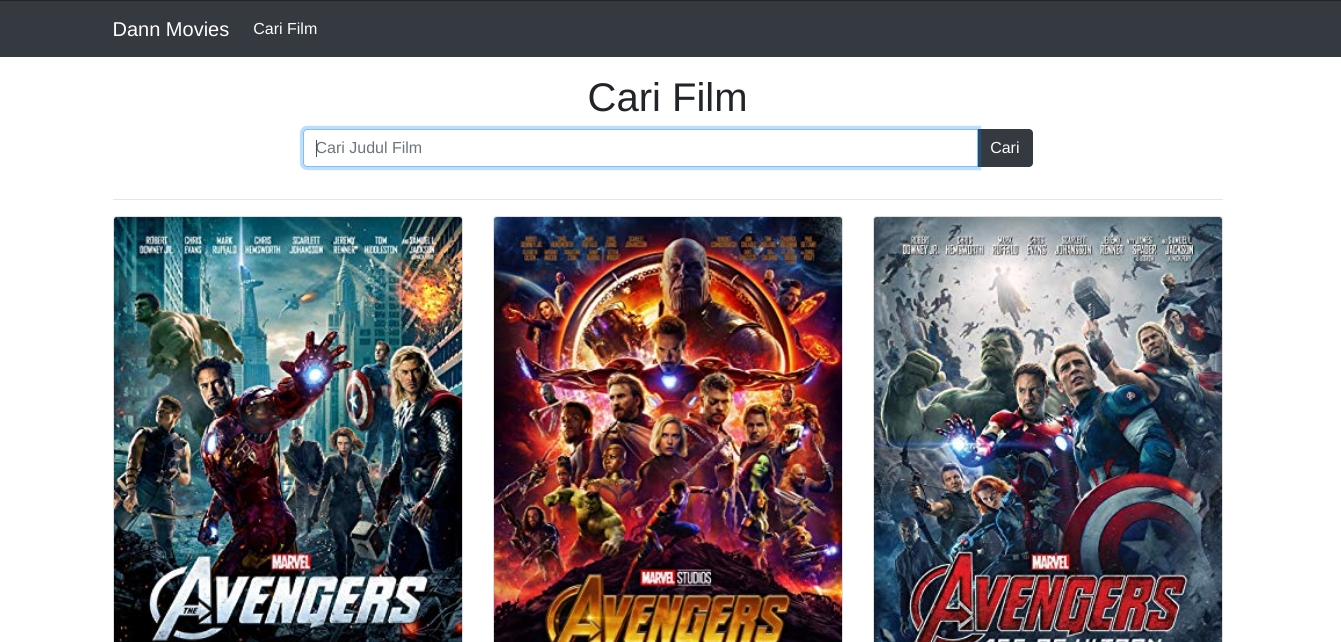 Dann Movies Cari Film
Cari Film
Cari Judul Film Cari
ROBERT DOWNEY JR. CHRIS EVANS MARK RUFFALO CHRIS HEMSWORTH SCARLETT JOHANSSON JEREMY RENNER TOM HIDDLESTON AND SAMUEL L. JACKSON
MARVEL
THE AVENGERS
MARVEL STUDIOS
AVENGERS
ROBERT DOWNEY JR. CHRIS HEMSWORTH MARK RUFFALO CHRIS EVANS SCARLETT JOHANSSON JEREMY RENNER WITH JAMES SPADER AND SAMUEL L. JACKSON
MARVEL
AVENGERS